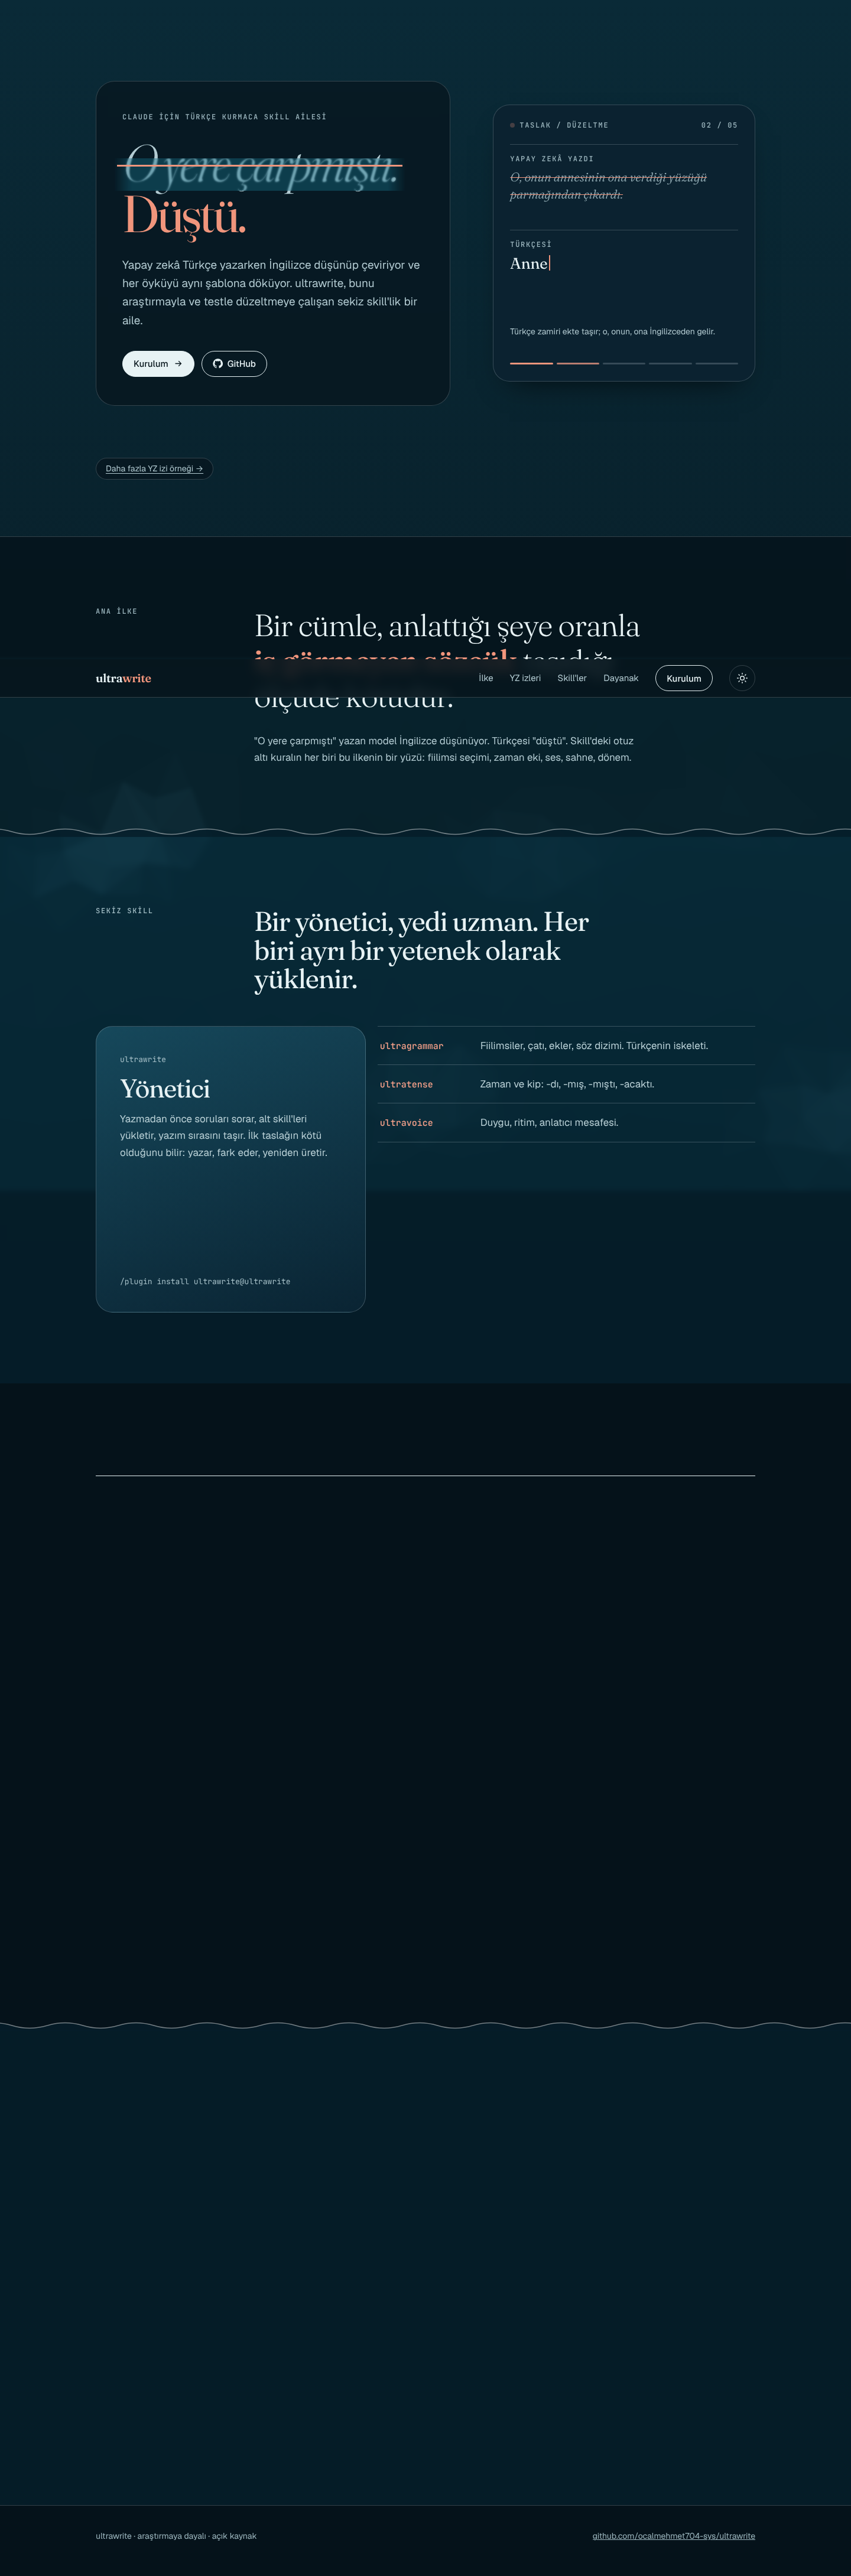 CLAUDE İÇİN TÜRKÇE KURMACA SKİLL AİLESİ
O yere çarpmıştı.
Düştü.
Yapay zekâ Türkçe yazarken İngilizce düşünüp çeviriyor ve
her öyküyü aynı şablona döküyor. ultrawrite, bunu
araştırmayla ve testle düzeltmeye çalışan sekiz skill'lik bir
aile.
Kurulum →
GitHub
TASLAK / DÜZELTME
02 / 05
YAPAY ZEKÂ YAZDI
O, onun annesinin ona verdiği yüzüğü
parmağından çıkardı.
TÜRKÇESİ
Anne
Türkçe zamiri ekte taşır; o, onun, ona İngilizceden gelir.
Daha fazla YZ izi örneği →
ANA İLKE
Bir cümle, anlattığı şeye oranla
iş görmeyen sözcük taşıdığı
ölçüde kötüdür.
ultrawrite
İlke
YZ izleri
Skill'ler
Dayanak
Kurulum
"O yere çarpmıştı" yazan model İngilizce düşünüyor. Türkçesi "düştü". Skill'deki otuz
altı kuralın her biri bu ilkenin bir yüzü: fiilimsi seçimi, zaman eki, ses, sahne, dönem.
SEKİZ SKILL
Bir yönetici, yedi uzman. Her
biri ayrı bir yetenek olarak
yüklenir.
ultrawrite
Yönetici
Yazmadan önce soruları sorar, alt skill'leri
yükletir, yazım sırasını taşır. İlk taslağın kötü
olduğunu bilir: yazar, fark eder, yeniden üretir.
/plugin install ultrawrite@ultrawrite
ultragrammar
Fiilimsiler, çatı, ekler, söz dizimi. Türkçenin iskeleti.
ultratense
Zaman ve kip: -dı, -mış, -mıştı, -acaktı.
ultravoice
Duygu, ritim, anlatıcı mesafesi.
ultrawrite · araştırmaya dayalı · açık kaynak
github.com/ocalmehmet704-sys/ultrawrite